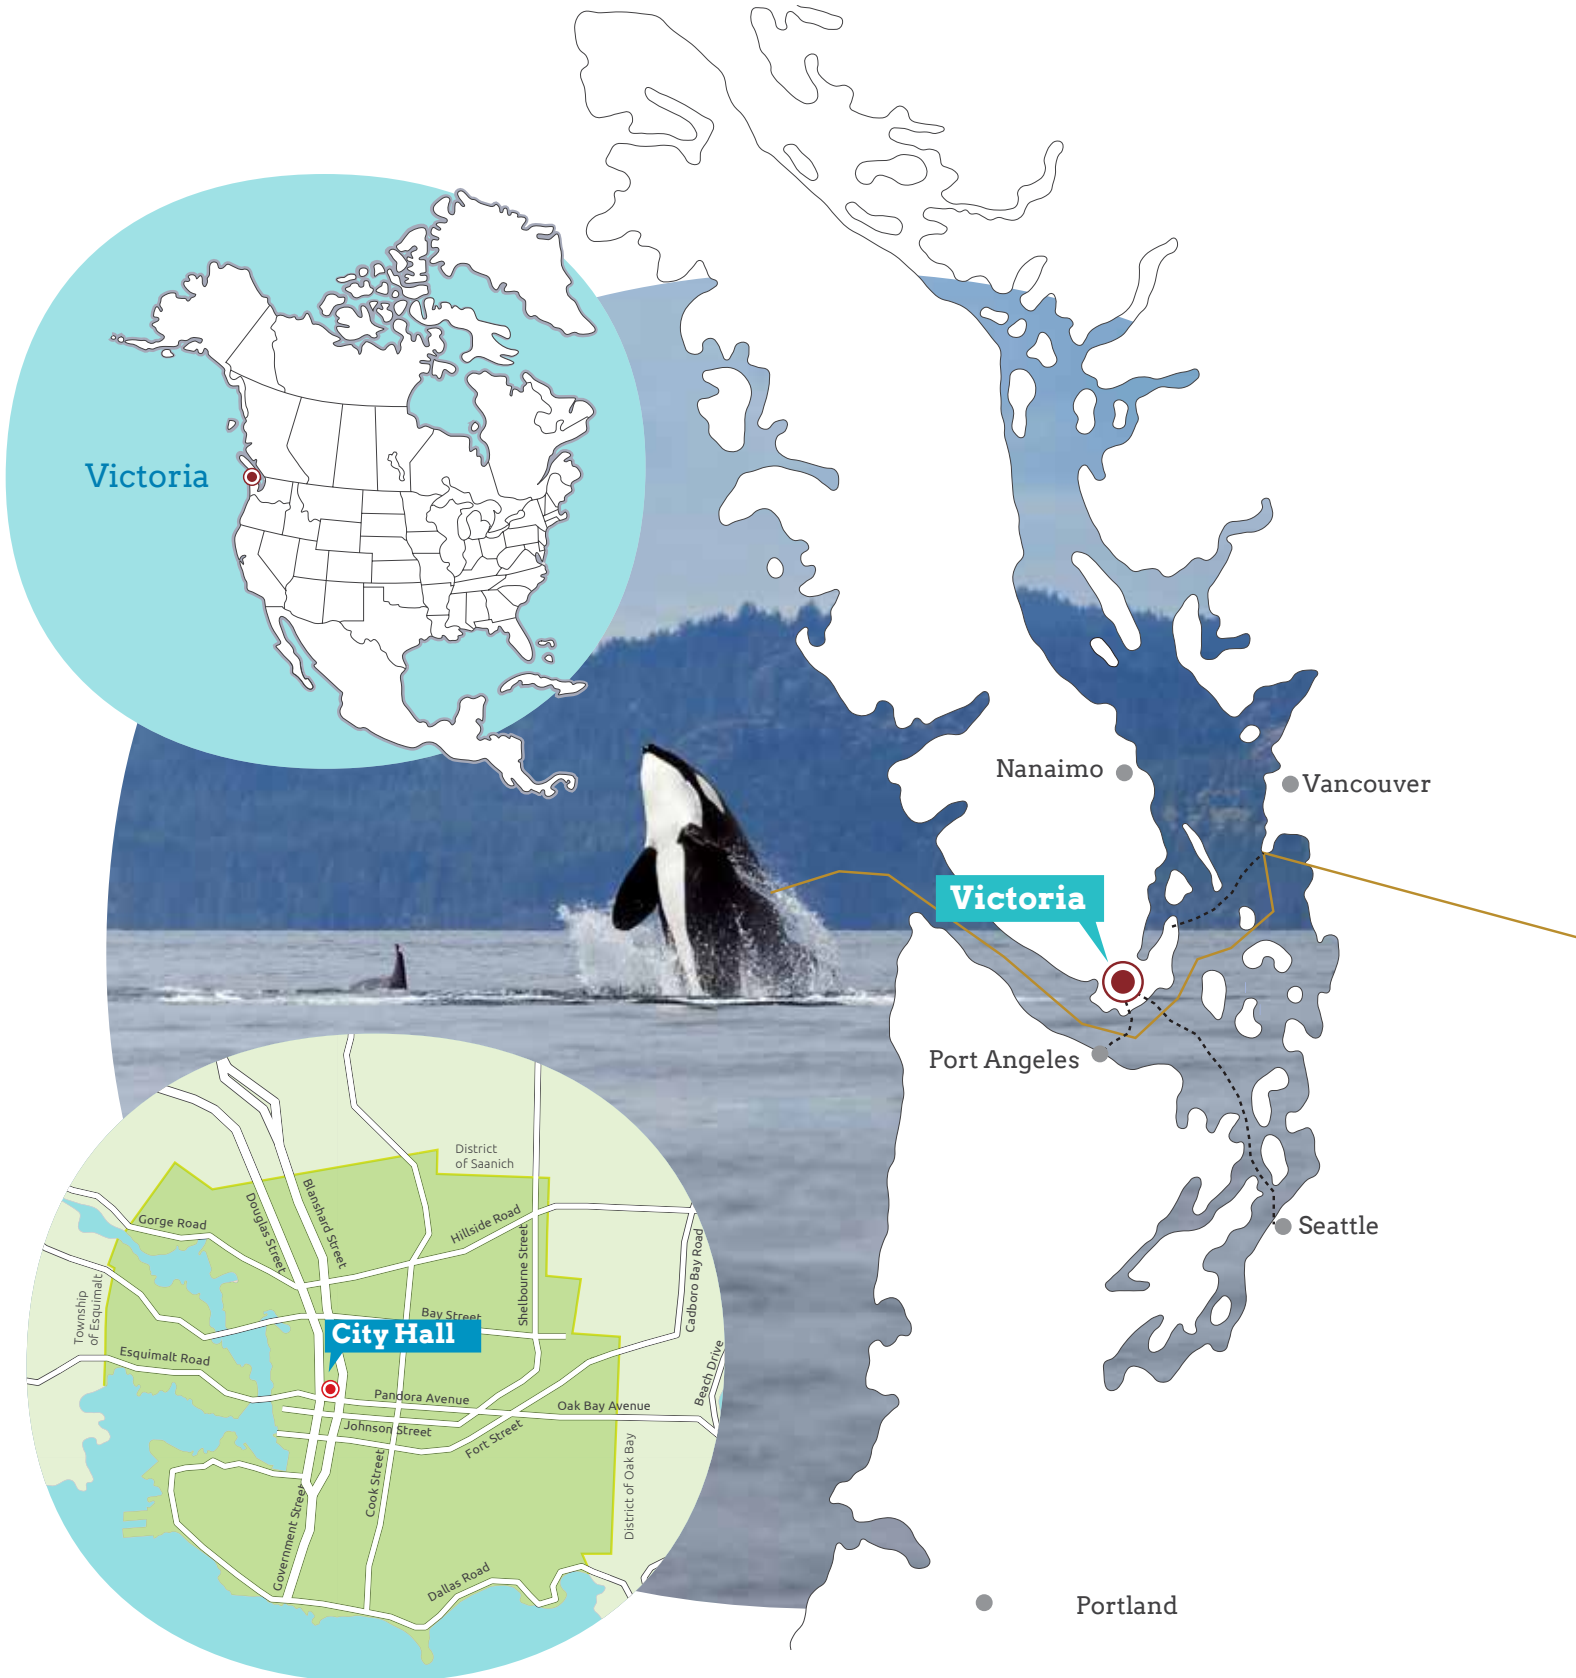 Victoria
Nanaimo
Vancouver
Victoria
Port Angeles
Seattle
Portland
District
of Saanich
Gorge Road
Douglas Street
Blanshard Street
Hillside Road
Shelbourne Street
Cadboro Bay Road
Township
of Esquimalt
Bay Street
City Hall
Esquimalt Road
Pandora Avenue
Oak Bay Avenue
Beach Drive
Johnson Street
Fort Street
Cook Street
Government Street
District of Oak Bay
Dallas Road